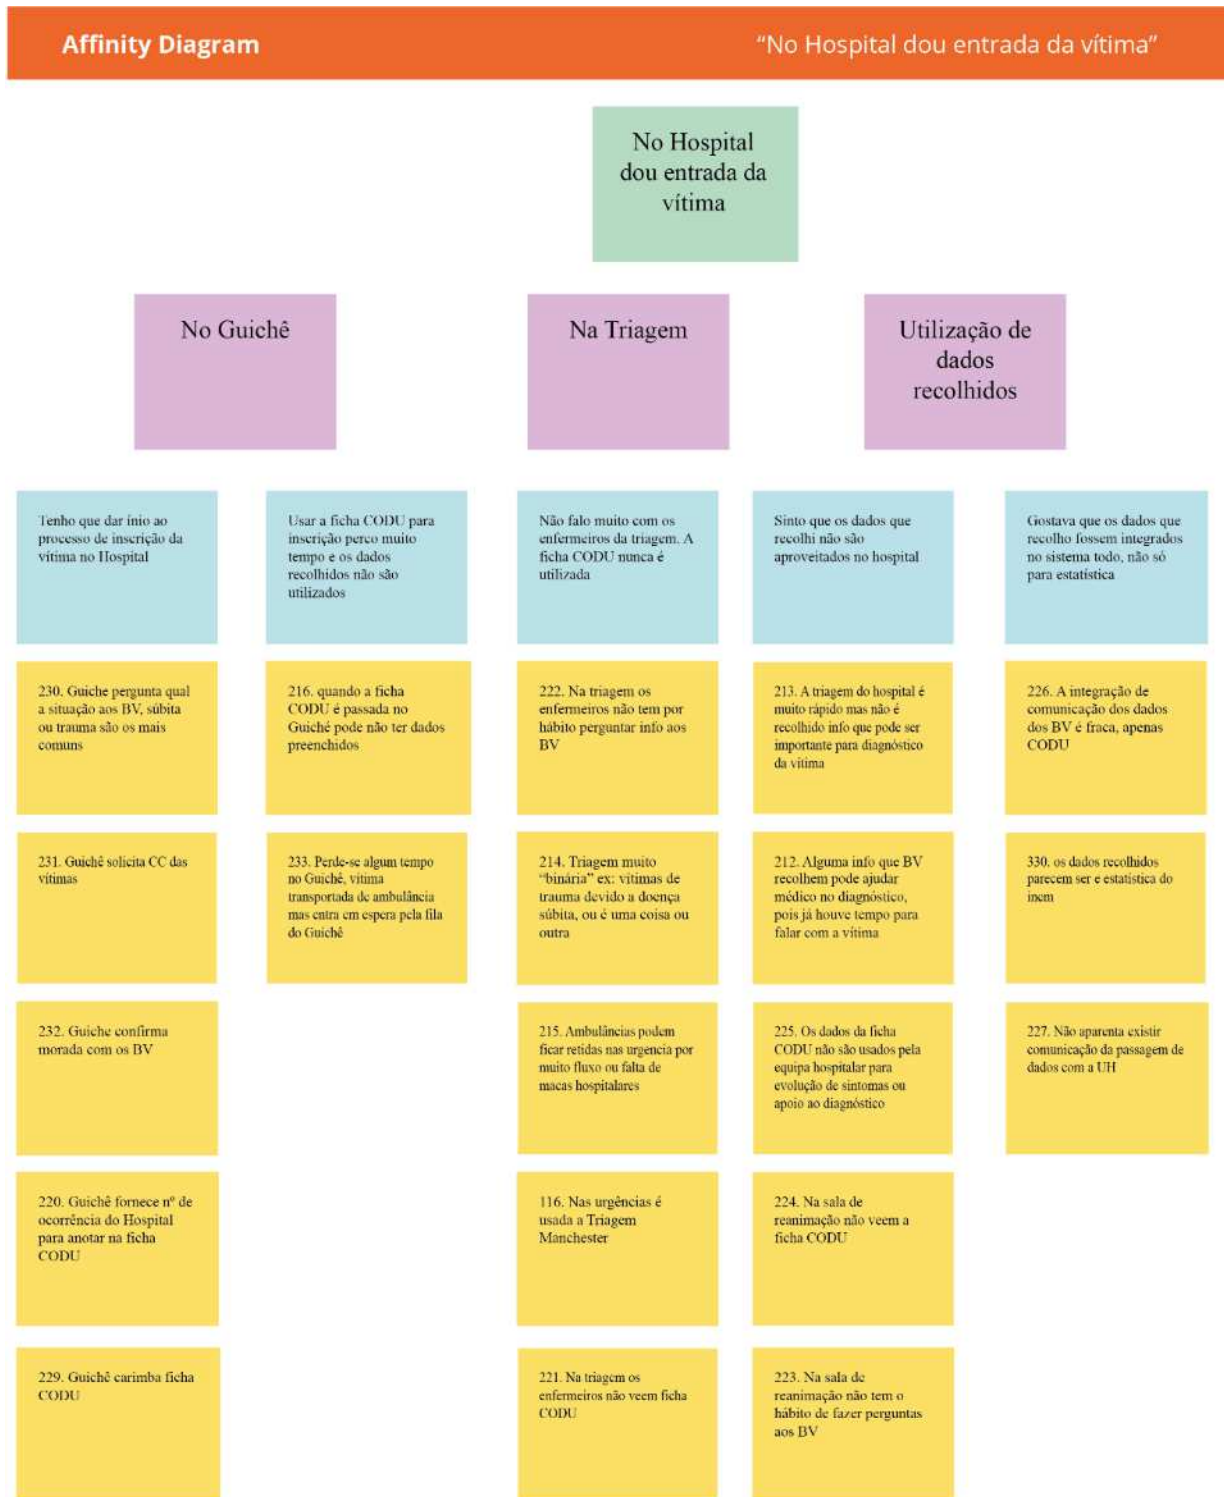 Affinity Diagram
“No Hospital dou entrada da vítima”
No Hospital
dou entrada da
vítima
No Guichê
Na Triagem
Utilização de
dados
recolhidos
Tenho que dar ínio ao
processo de inscrição da
vítima no Hospital
Usar a ficha CODU para
inscrição perco muito
tempo e os dados
recolhidos não são
utilizados
Não falo muito com os
enfermeiros da triagem. A
ficha CODU nunca é
utilizada
Sinto que os dados que
recolhi não são
aproveitados no hospital
Gostava que os dados que
recolho fossem integrados
no sistema todo, não só
para estatística
230. Guiche pergunta qual
a situação aos BV, súbita
ou trauma são os mais
comuns
216. quando a ficha
CODU é passada no
Guiché pode não ter dados
preenchidos
222. Na triagem os
enfermeiros não tem por
hábito perguntar info aos
BV
213. A triagem do hospital é
muito rápido mas não é
recolhido info que pode ser
importante para diagnóstico
da vítima
226. A integração de
comunicação dos dados
dos BV é fraca, apenas
CODU
231. Guichê solicita CC das
vítimas
233. Perde-se algum tempo
no Guichê, vítima
transportada de ambulância
mas entra em espera pela fila
do Guichê
214. Triagem muito
“binária” ex: vítimas de
trauma devido a doença
súbita, ou é uma coisa ou
outra
212. Alguma info que BV
recolhem pode ajudar
médico no diagnóstico,
pois já houve tempo para
falar com a vítima
330. os dados recolhidos
parecem ser e estatística do
inem
232. Guiche confirma
morada com os BV
215. Ambulâncias podem
ficar retidas nas urgencia por
muito fluxo ou falta de
macas hospitalares
225. Os dados da ficha
CODU não são usados pela
equipa hospitalar para
evolução de sintomas ou
apoio ao diagnóstico
227. Não aparenta existir
comunicação da passagem de
dados com a UH
220. Guichê fornece nº de
ocorrência do Hospital
para anotar na ficha
CODU
116. Nas urgências é
usada a Triagem
Manchester
224. Na sala de
reanimação não veem a
ficha CODU
229. Guichê carimba ficha
CODU
221. Na triagem os
enfermeiros não veem ficha
CODU
223. Na sala de
reanimação não tem o
hábito de fazer perguntas
aos BV